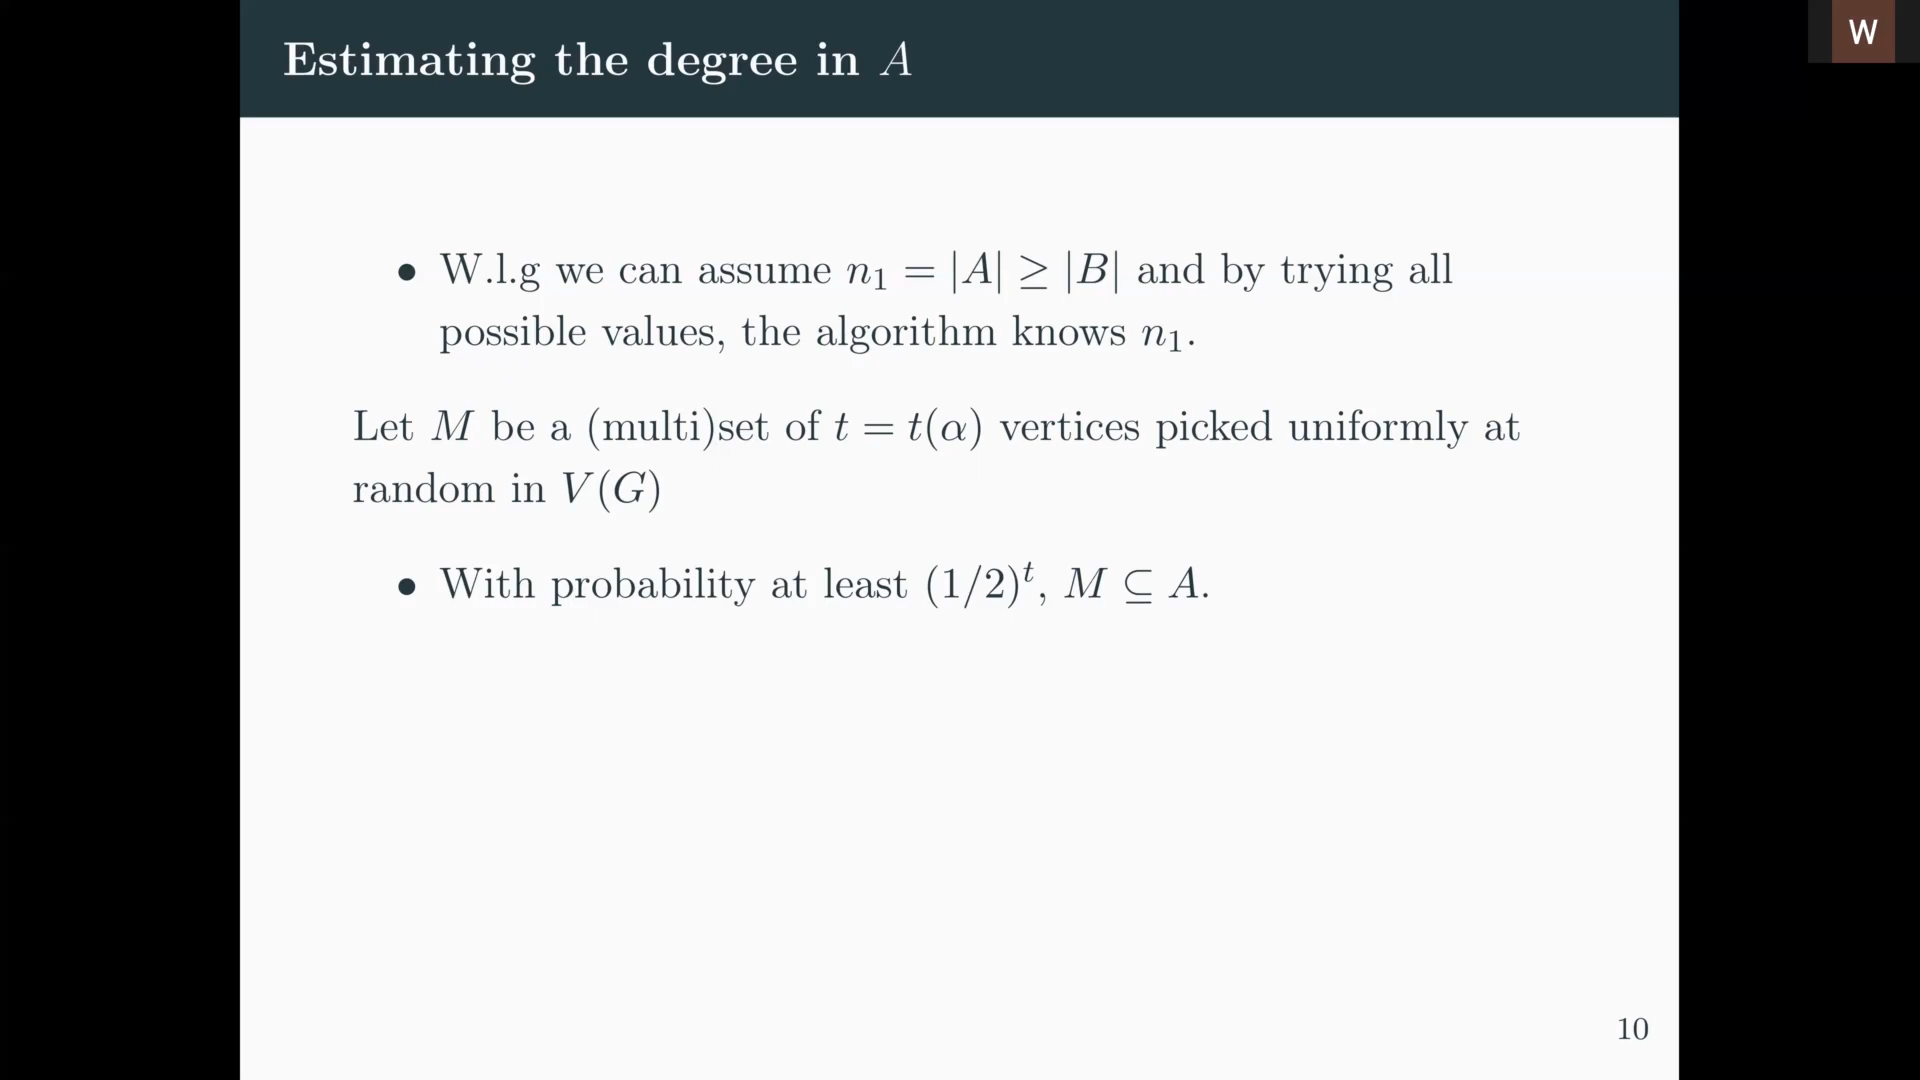 Estimating the degree in A
W
• W.l.g we can assume n₁ = |A| ≥ |B| and by trying all
possible values, the algorithm knows n₁.
Let M be a (multi)set of t = t(α) vertices picked uniformly at
random in V(G)
• With probability at least (1/2)ᵗ, M ⊆ A.
10